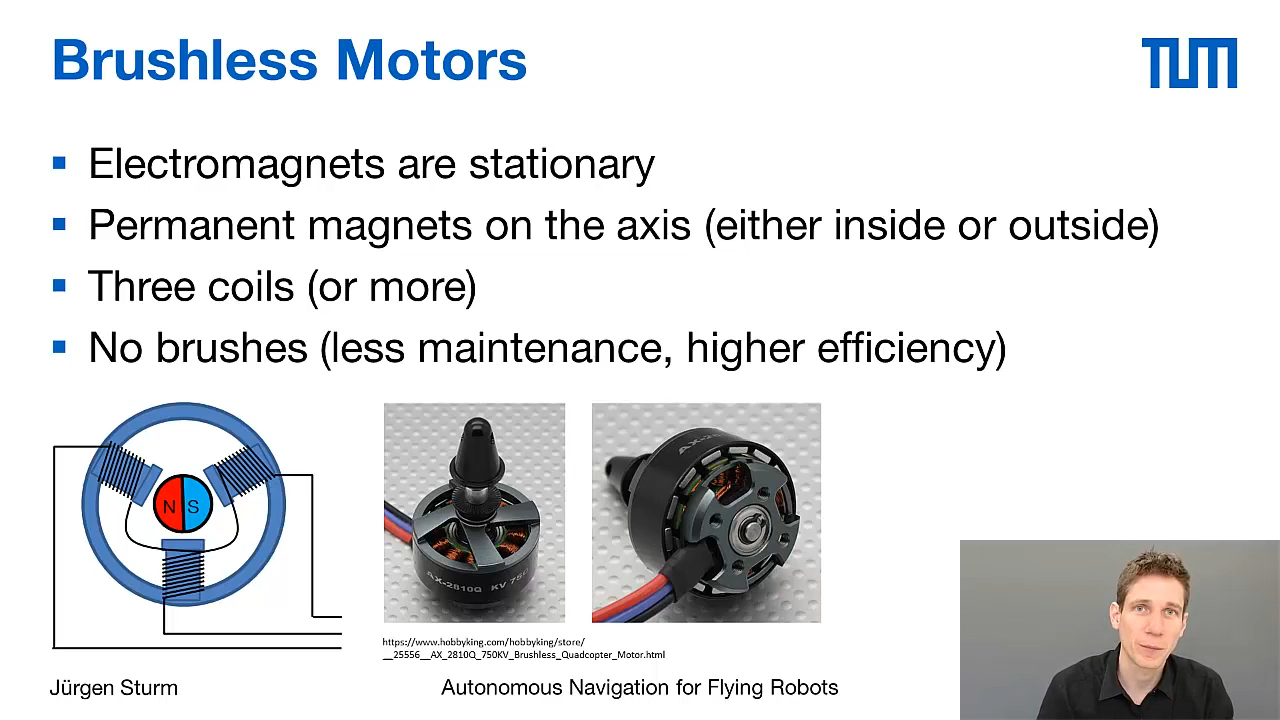 Brushless Motors
TUM
Electromagnets are stationary
Permanent magnets on the axis (either inside or outside)
Three coils (or more)
No brushes (less maintenance, higher efficiency)
N S
AX-2810Q KV 750
https://www.hobbyking.com/hobbyking/store/
__25556__AX_2810Q_750KV_Brushless_Quadcopter_Motor.html
Jürgen Sturm
Autonomous Navigation for Flying Robots